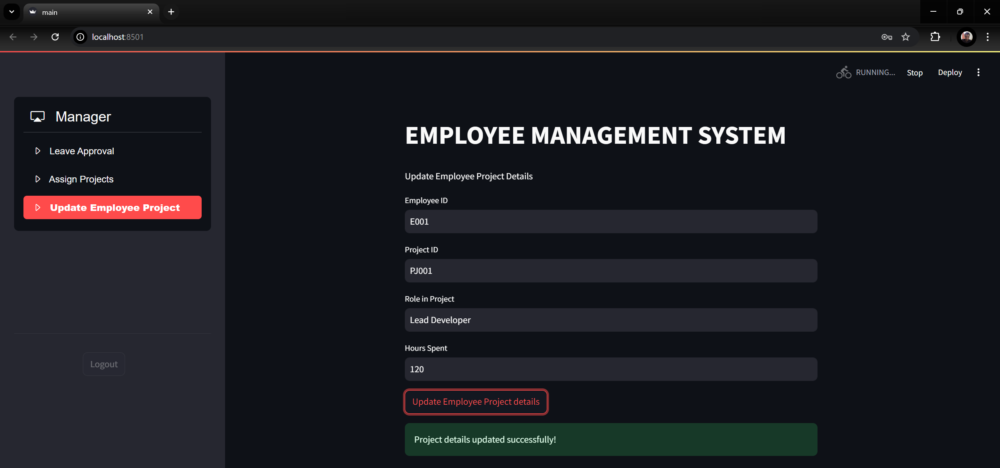 main
localhost:8501
RUNNING...
Stop
Deploy
Manager
Leave Approval
Assign Projects
Update Employee Project
Logout
EMPLOYEE MANAGEMENT SYSTEM
Update Employee Project Details
Employee ID
E001
Project ID
PJ001
Role in Project
Lead Developer
Hours Spent
120
Update Employee Project details
Project details updated successfully!